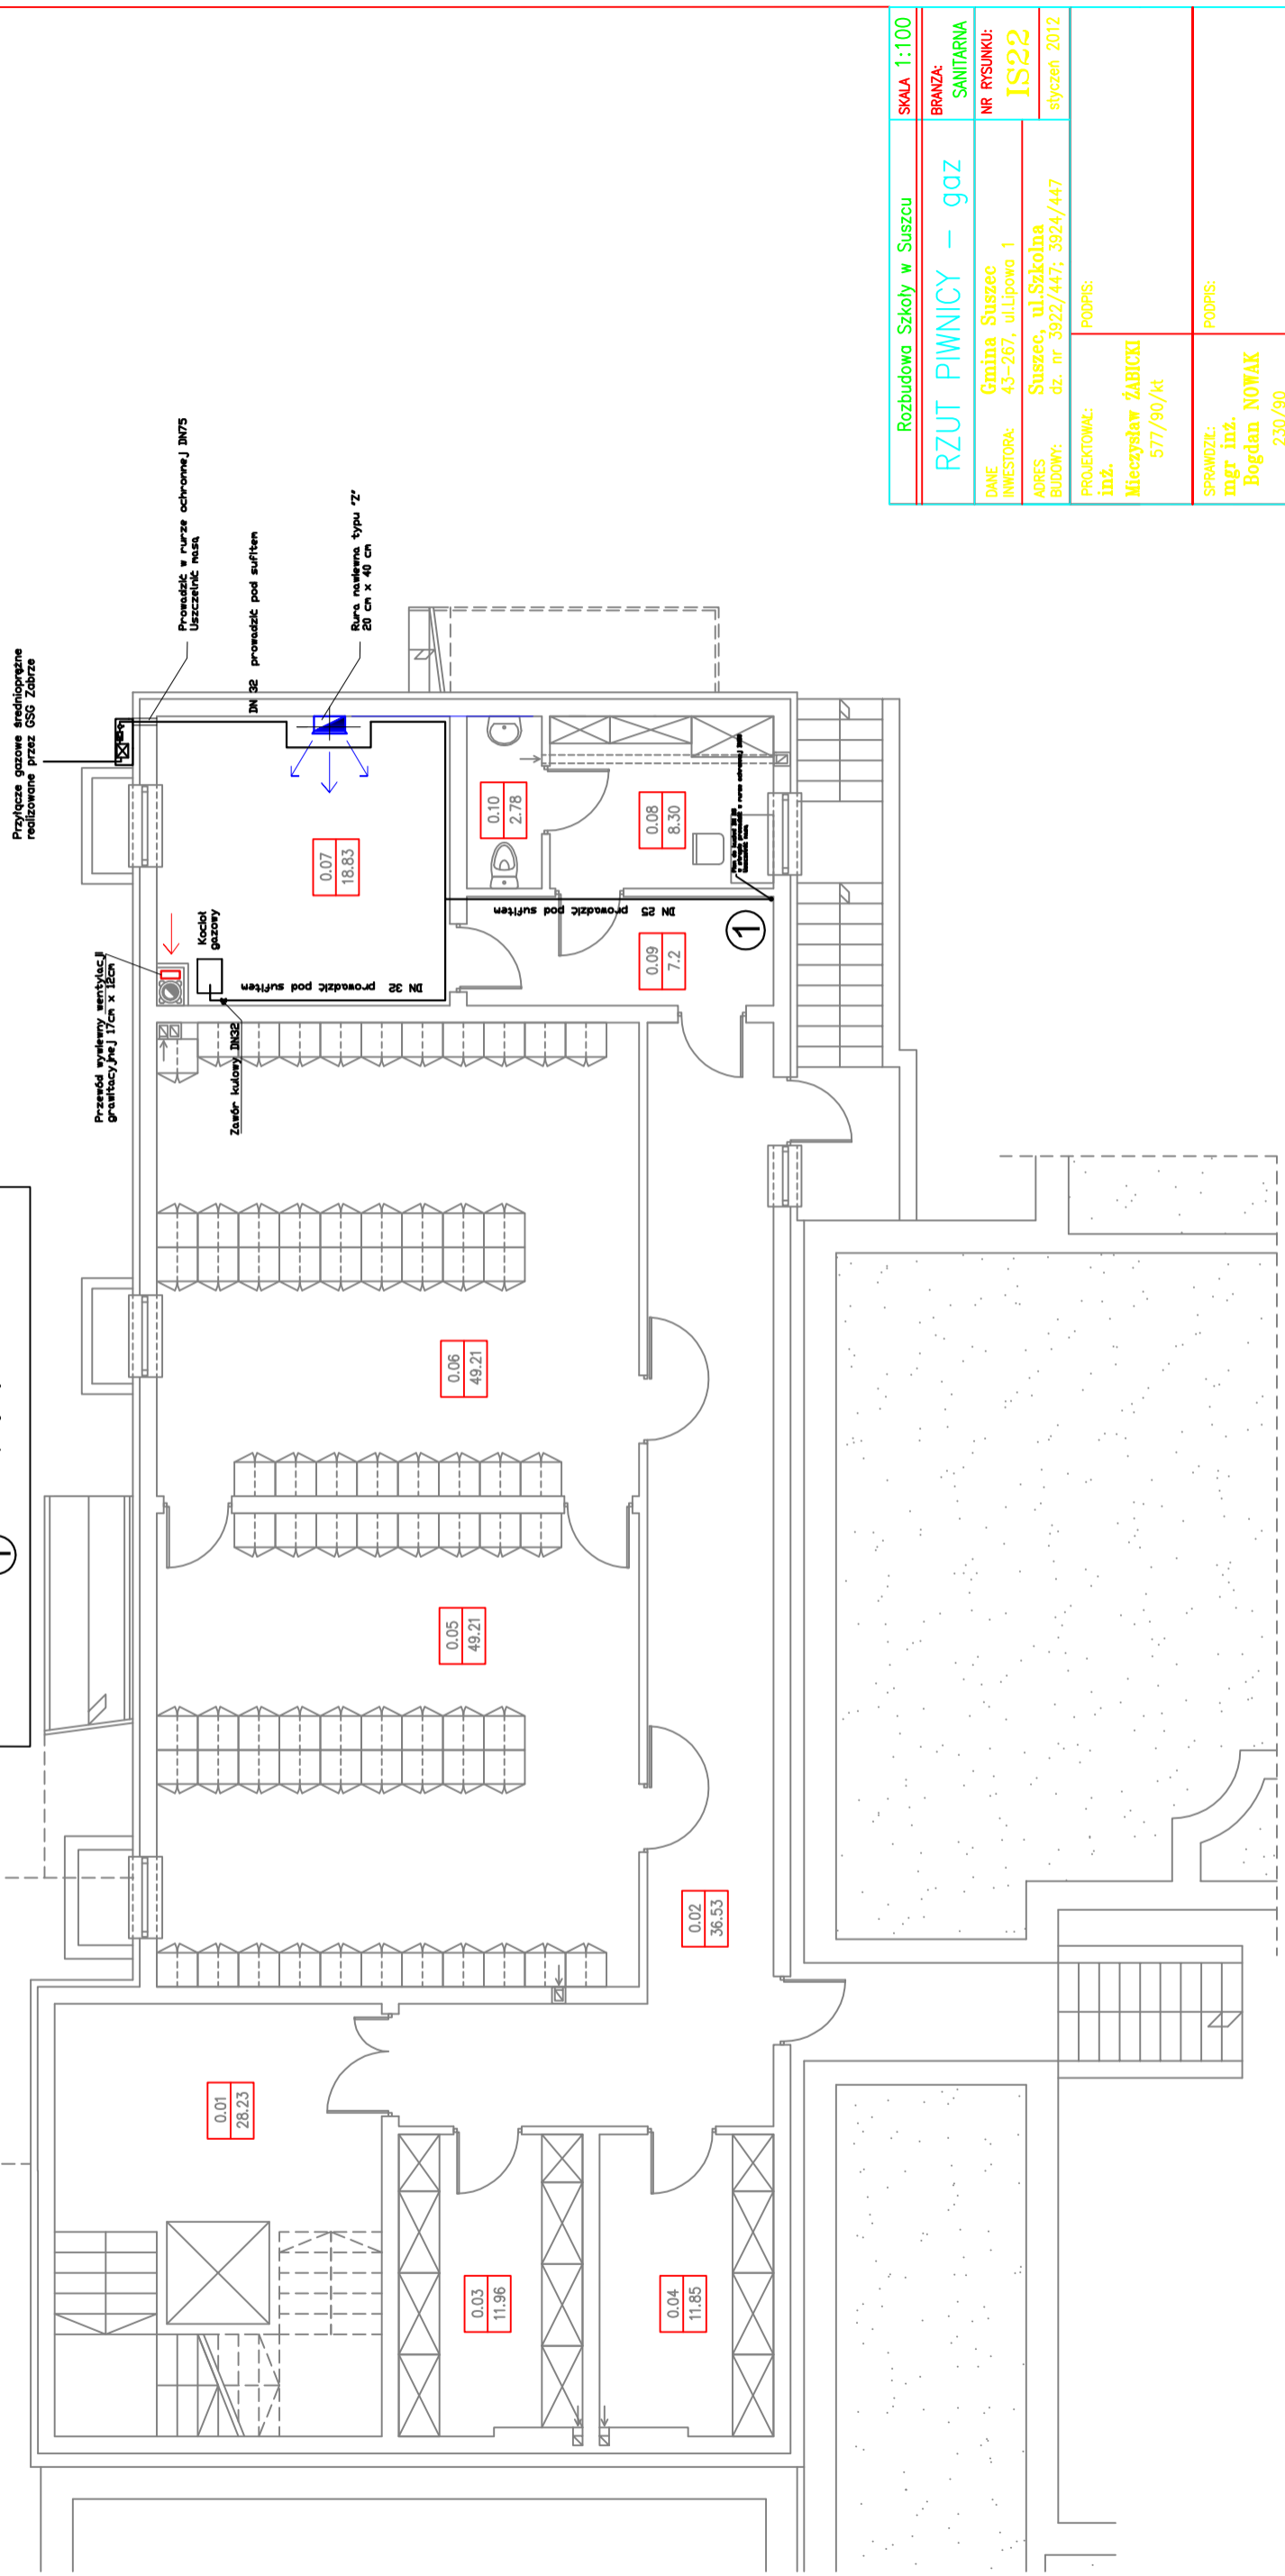 Przyłącze gazowe średnioprężne
realizowane przez GSG Zabrze
Prowadzić w rurze ochronnej DN75
Uszczelnić masą
DN 32 prowadzić pod sufitem
Rura nawiewna typu 'Z'
20 cm x 40 cm
Przewód wywiewny wentylacji
grawitacyjnej 17cm x 12cm
Kocioł
gazowy
Zawór kulowy DN32
DN 32 prowadzić pod sufitem
DN 25 prowadzić pod sufitem
1
0.01
28.23
0.02
36.53
0.03
11.96
0.04
11.85
0.05
49.21
0.06
49.21
0.07
18.83
0.08
8.30
0.09
7.2
0.10
2.78
Rozbudowa Szkoły w Suszcu
SKALA 1:100
RZUT PIWNICY - gaz
BRANŻA:
SANITARNA
DANE
INWESTORA:
Gmina Suszec
43-267, ul.Lipowa 1
NR RYSUNKU:
IS22
ADRES
BUDOWY:
Suszec, ul.Szkolna
dz. nr 3922/447; 3924/447
styczeń 2012
PROJEKTOWAŁ:
inż.
Mieczysław ŻABICKI
577/90/kt
PODPIS:
SPRAWDZIŁ:
mgr inż.
Bogdan NOWAK
230/90
PODPIS: